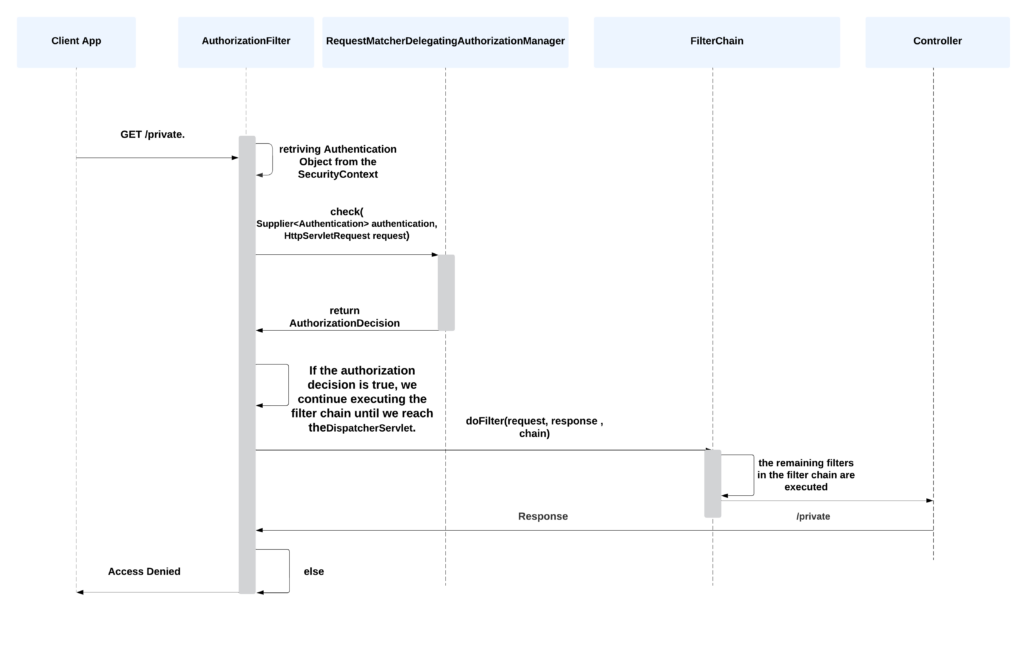 Client App
AuthorizationFilter
RequestMatcherDelegatingAuthorizationManager
FilterChain
Controller
GET /private.
retriving Authentication
Object from the
SecurityContext
check(
Supplier<Authentication> authentication,
HttpServletRequest request)
return
AuthorizationDecision
If the authorization
decision is true, we
continue executing the
filter chain until we reach
theDispatcherServlet.
doFilter(request, response ,
chain)
the remaining filters
in the filter chain are
executed
Response
/private
Access Denied
else